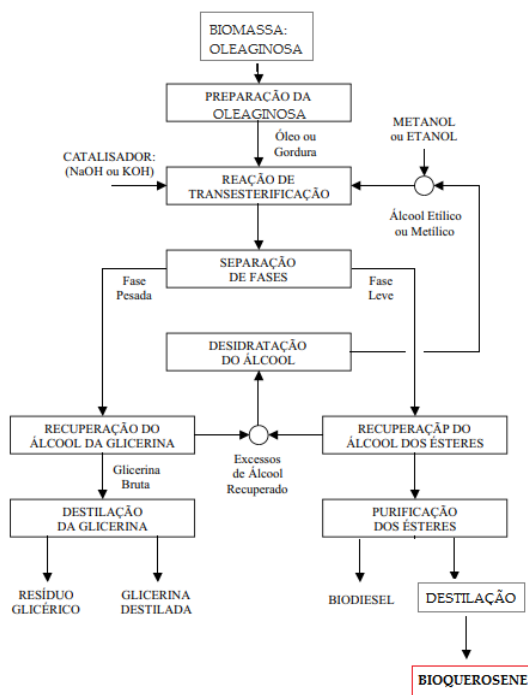 BIOMASSA:
OLEAGINOSA
PREPARAÇÃO DA
OLEAGINOSA
METANOL
ou ETANOL
Óleo ou
Gordura
CATALISADOR:
(NaOH ou KOH)
REAÇÃO DE
TRANSESTERIFICAÇÃO
Álcool Etílico
ou Metílico
SEPARAÇÃO
DE FASES
Fase
Pesada
Fase
Leve
DESIDRATAÇÃO
DO ÁLCOOL
RECUPERAÇÃO DO
ÁLCOOL DA GLICERINA
RECUPERAÇÃP DO
ÁLCOOL DOS ÉSTERES
Excessos
de Álcool
Recuperado
Glicerina
Bruta
DESTILAÇÃO
DA GLICERINA
PURIFICAÇÃO
DOS ÉSTERES
RESÍDUO
GLICÉRICO
GLICERINA
DESTILADA
BIODIESEL
DESTILAÇÃO
BIOQUEROSENE